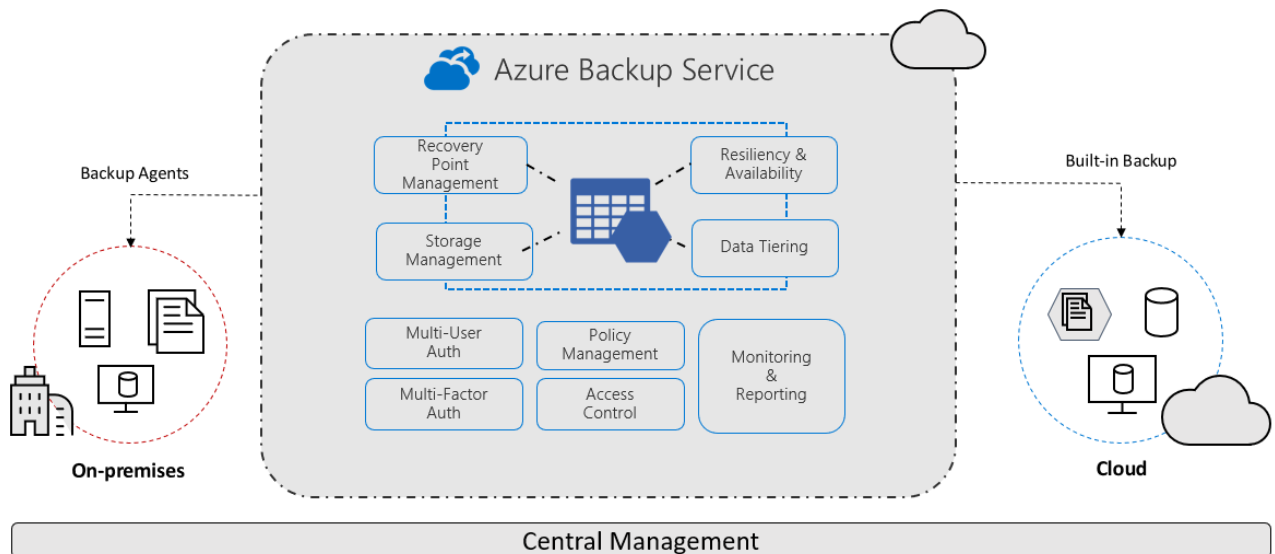 Azure Backup Service
Recovery
Point
Management
Resiliency &
Availability
Storage
Management
Data Tiering
Multi-User
Auth
Policy
Management
Monitoring
&
Reporting
Multi-Factor
Auth
Access
Control
Backup Agents
On-premises
Built-in Backup
Cloud
Central Management